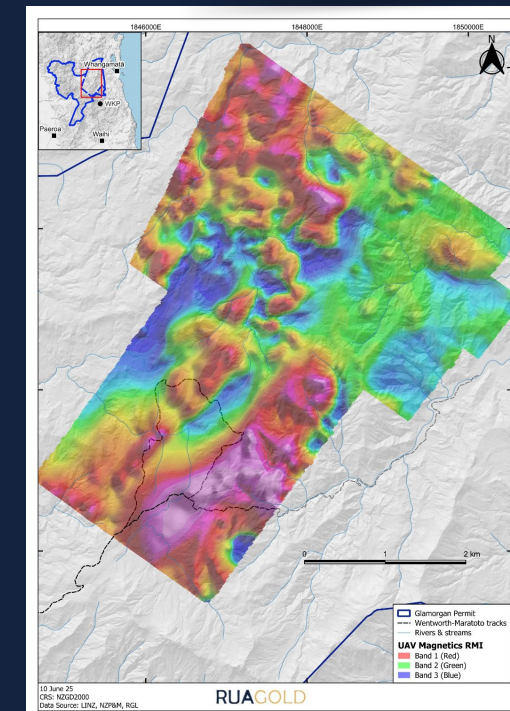 1846000E
1848000E
1850000E
N
Whangamatā
WKP
Paeroa
Waihi
0 1 2 km
Glamorgan Permit
Wentworth-Maratoto tracks
Rivers & streams
UAV Magnetics RMI
Band 1 (Red)
Band 2 (Green)
Band 3 (Blue)
10 June 25
CRS: NZGD2000
Data Source: LINZ, NZP&M, RGL
RUAGOLD